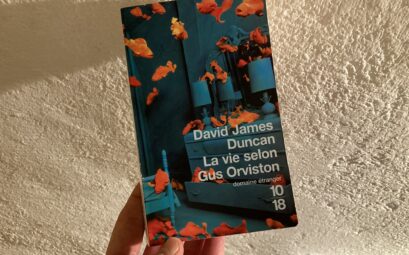 David James
Duncan
La vie selon
Gus Orviston
domaine étranger
10
18